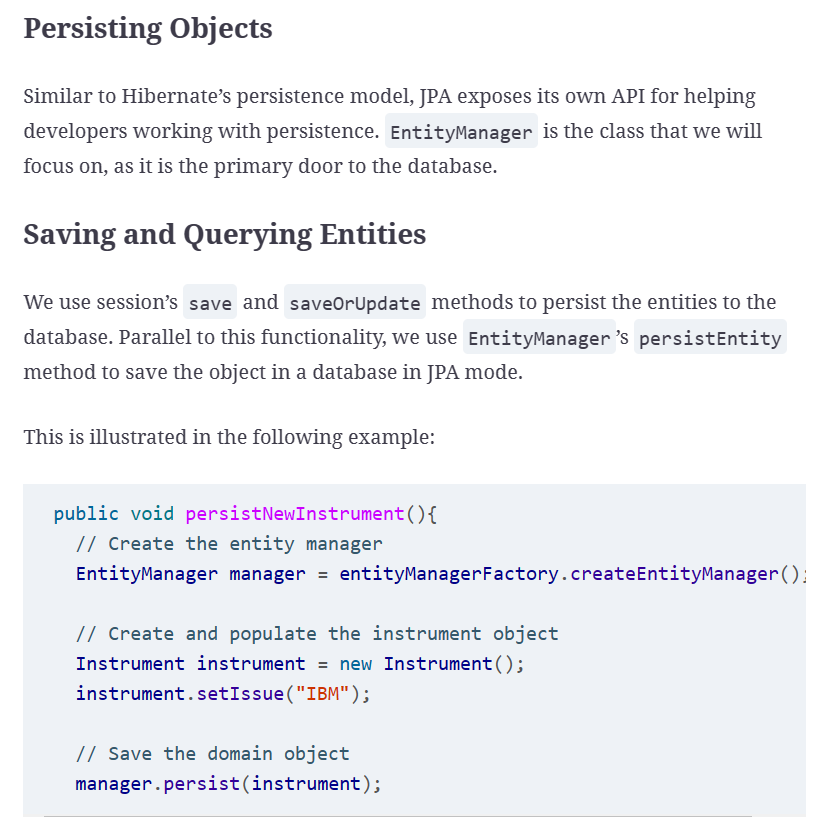 Persisting Objects
Similar to Hibernate’s persistence model, JPA exposes its own API for helping
developers working with persistence. EntityManager is the class that we will
focus on, as it is the primary door to the database.
Saving and Querying Entities
We use session’s save and saveOrUpdate methods to persist the entities to the
database. Parallel to this functionality, we use EntityManager’s persistEntity
method to save the object in a database in JPA mode.
This is illustrated in the following example:
public void persistNewInstrument(){
// Create the entity manager
EntityManager manager = entityManagerFactory.createEntityManager();
// Create and populate the instrument object
Instrument instrument = new Instrument();
instrument.setIssue("IBM");
// Save the domain object
manager.persist(instrument);